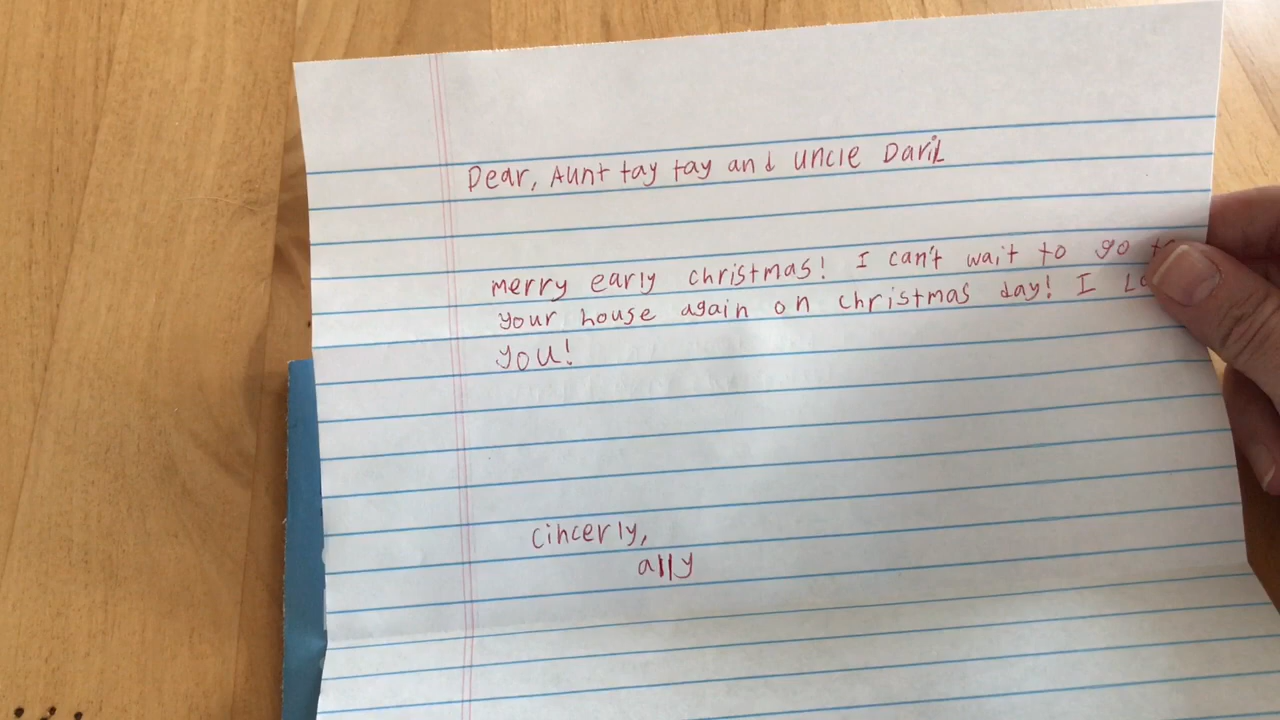 Dear, Aunt tay tay and uncle Daril
merry early christmas! I can't wait to go
your house again on christmas day! I
you!
cincerly,
ally